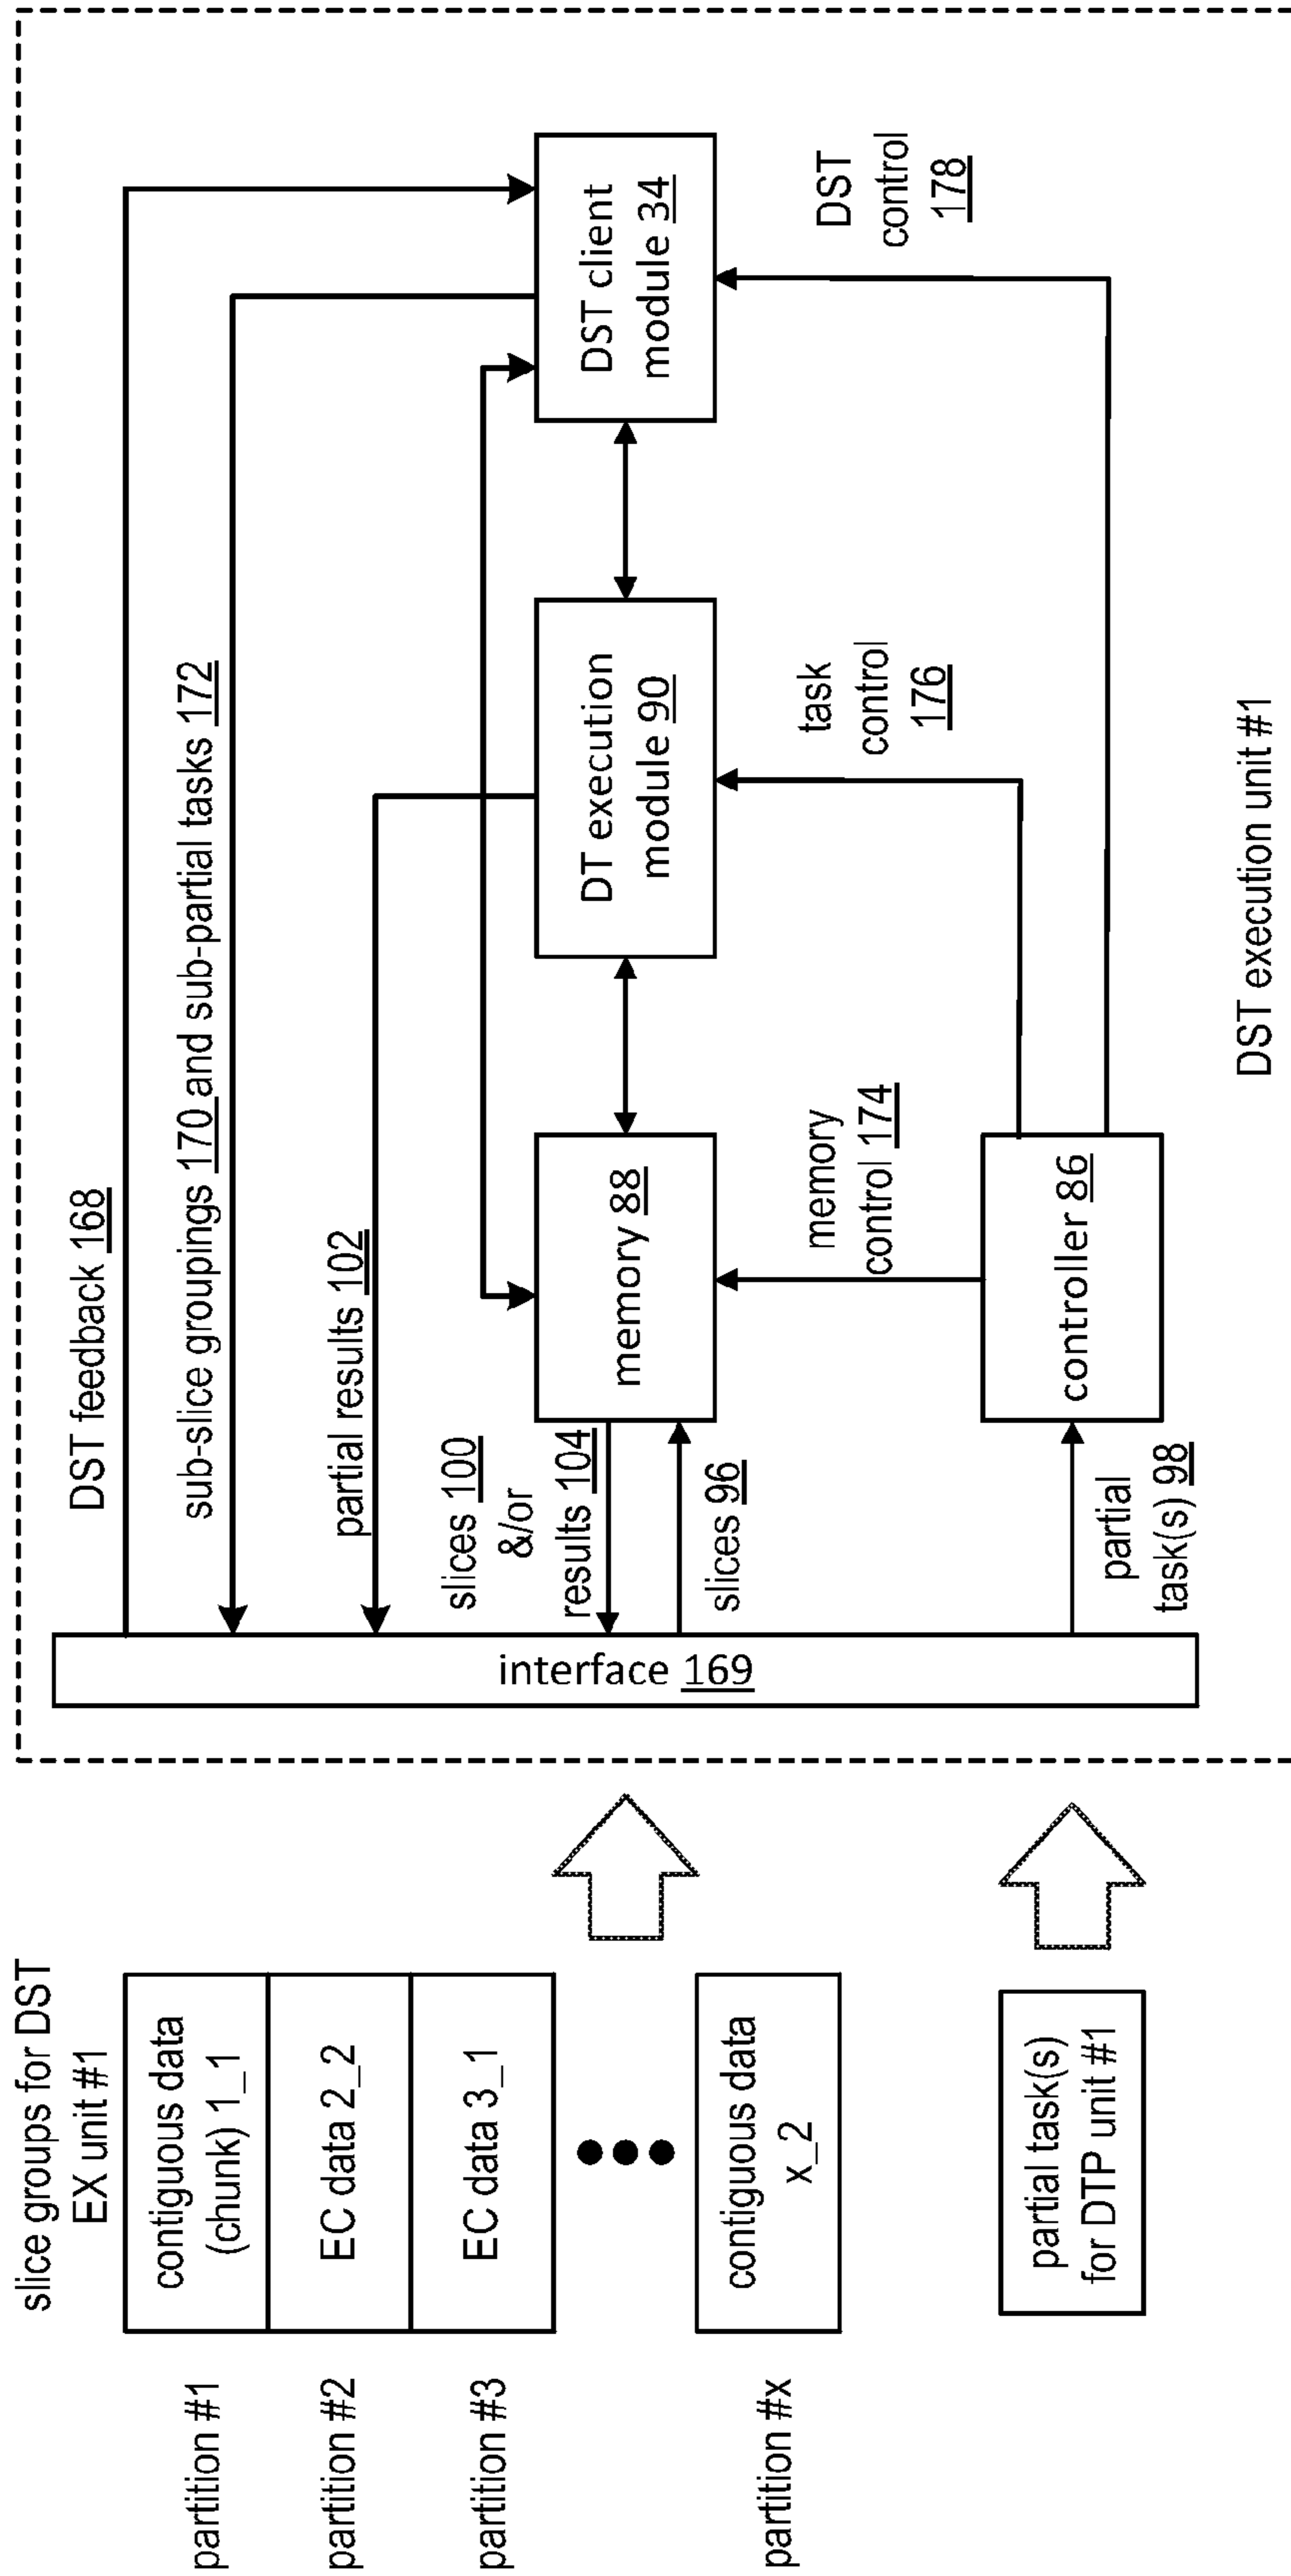 slice groups for DST
EX unit #1
partition #1
contiguous data
(chunk) 1_1
partition #2
EC data 2_2
partition #3
EC data 3_1
partition #x
contiguous data
x_2
partial task(s)
for DTP unit #1
interface 169
DST feedback 168
sub-slice groupings 170 and sub-partial tasks 172
partial results 102
slices 100
&/or
results 104
slices 96
partial
task(s) 98
memory 88
DT execution
module 90
DST client
module 34
memory
control 174
task
control
176
DST
control
178
controller 86
DST execution unit #1